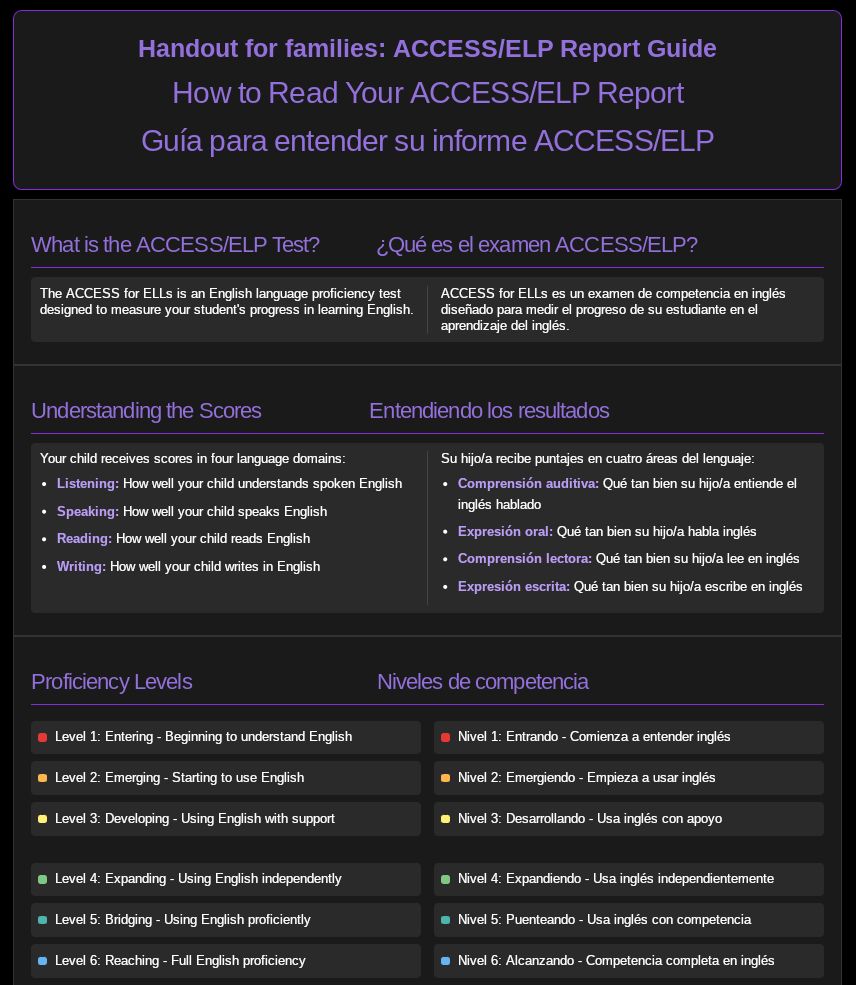 Handout for families: ACCESS/ELP Report Guide
How to Read Your ACCESS/ELP Report
Guía para entender su informe ACCESS/ELP
What is the ACCESS/ELP Test?
¿Qué es el examen ACCESS/ELP?
The ACCESS for ELLs is an English language proficiency test
designed to measure your student's progress in learning English.
ACCESS for ELLs es un examen de competencia en inglés
diseñado para medir el progreso de su estudiante en el
aprendizaje del inglés.
Understanding the Scores
Entendiendo los resultados
Your child receives scores in four language domains:
• Listening: How well your child understands spoken English
• Speaking: How well your child speaks English
• Reading: How well your child reads English
• Writing: How well your child writes in English
Su hijo/a recibe puntajes en cuatro áreas del lenguaje:
• Comprensión auditiva: Qué tan bien su hijo/a entiende el
inglés hablado
• Expresión oral: Qué tan bien su hijo/a habla inglés
• Comprensión lectora: Qué tan bien su hijo/a lee en inglés
• Expresión escrita: Qué tan bien su hijo/a escribe en inglés
Proficiency Levels
Niveles de competencia
Level 1: Entering - Beginning to understand English
Nivel 1: Entrando - Comienza a entender inglés
Level 2: Emerging - Starting to use English
Nivel 2: Emergiendo - Empieza a usar inglés
Level 3: Developing - Using English with support
Nivel 3: Desarrollando - Usa inglés con apoyo
Level 4: Expanding - Using English independently
Nivel 4: Expandiendo - Usa inglés independientemente
Level 5: Bridging - Using English proficiently
Nivel 5: Puenteando - Usa inglés con competencia
Level 6: Reaching - Full English proficiency
Nivel 6: Alcanzando - Competencia completa en inglés